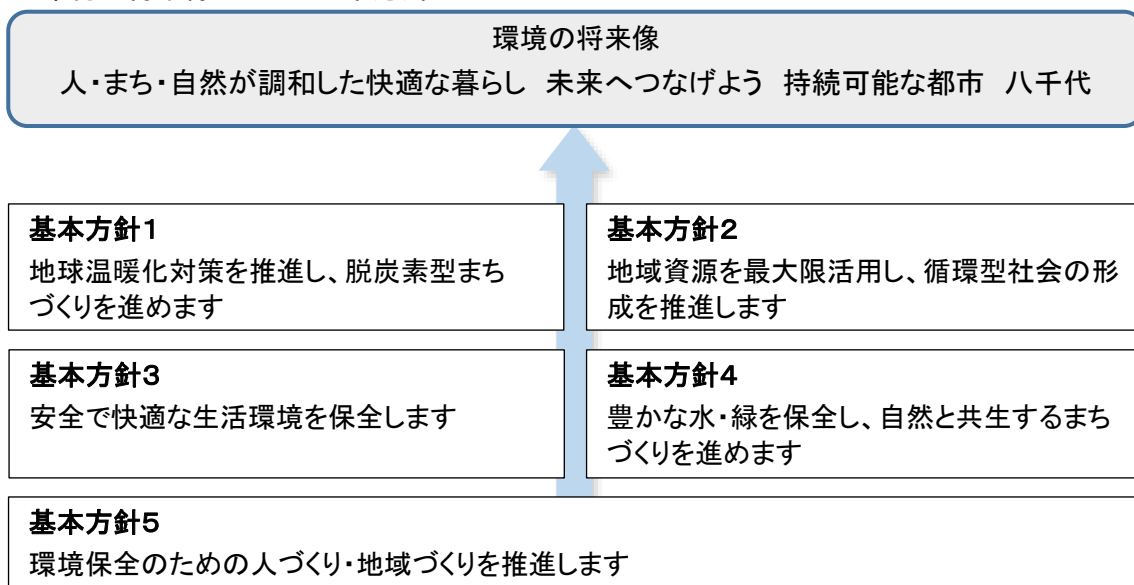 環境の将来像
人・まち・自然が調和した快適な暮らし 未来へつなげよう 持続可能な都市 八千代
基本方針1
地球温暖化対策を推進し、脱炭素型まち
づくりを進めます
基本方針2
地域資源を最大限活用し、循環型社会の形
成を推進します
基本方針3
安全で快適な生活環境を保全します
基本方針4
豊かな水・緑を保全し、自然と共生するまち
づくりを進めます
基本方針5
環境保全のための人づくり・地域づくりを推進します